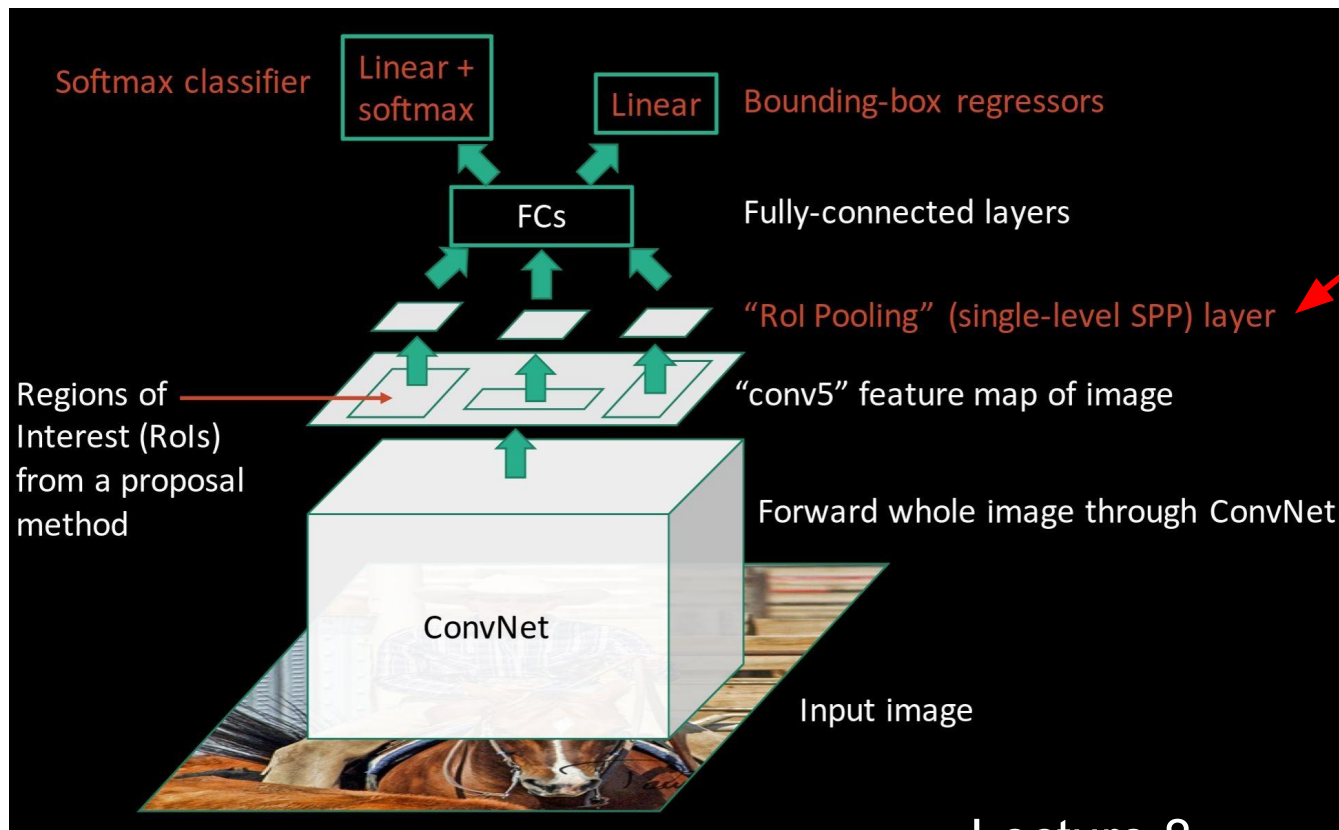 Softmax classifier
Linear +
softmax
Linear
Bounding-box regressors
FCs
Fully-connected layers
“RoI Pooling” (single-level SPP) layer
Regions of
Interest (RoIs)
from a proposal
method
“conv5” feature map of image
Forward whole image through ConvNet
ConvNet
Input image